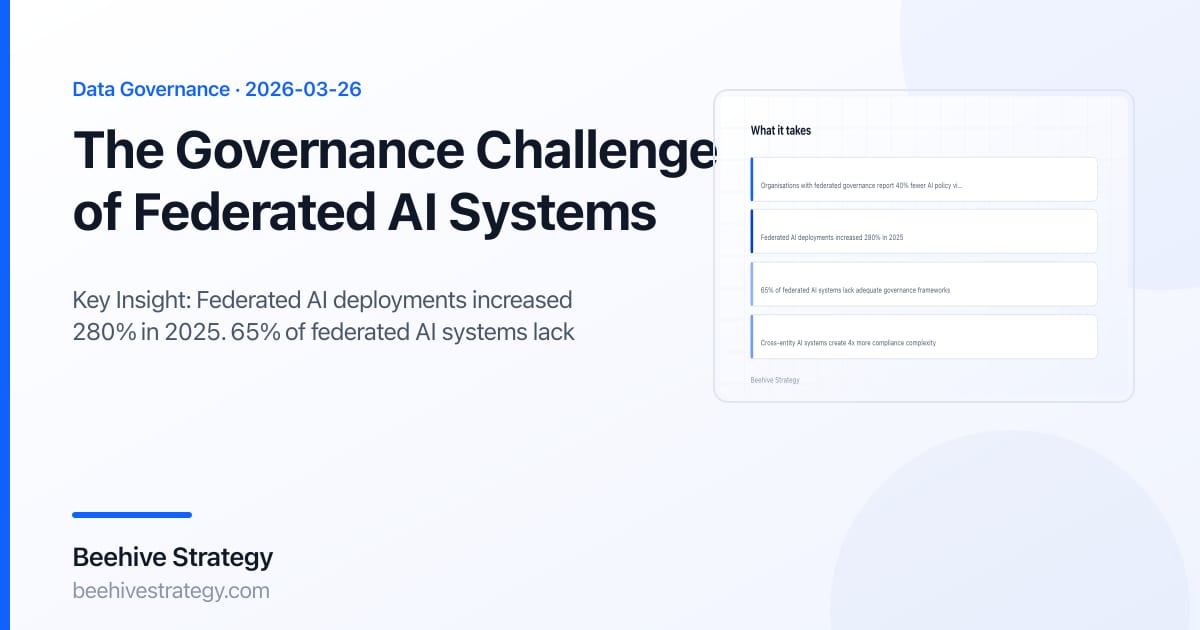 Data Governance · 2026-03-26
The Governance Challenge
of Federated AI Systems
Key Insight: Federated AI deployments increased
280% in 2025. 65% of federated AI systems lack
Beehive Strategy
beehivestrategy.com
What it takes
Organisations with federated governance report 40% fewer AI policy vi...
Federated AI deployments increased 280% in 2025
65% of federated AI systems lack adequate governance frameworks
Cross-entity AI systems create 4x more compliance complexity
Beehive Strategy